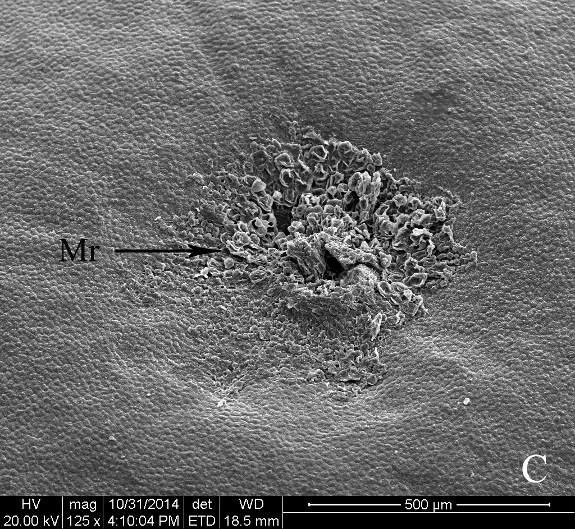 Mr
C
HV mag 10/31/2014 det WD
20.00 kV 125 x 4:10:04 PM ETD 18.5 mm 500 µm